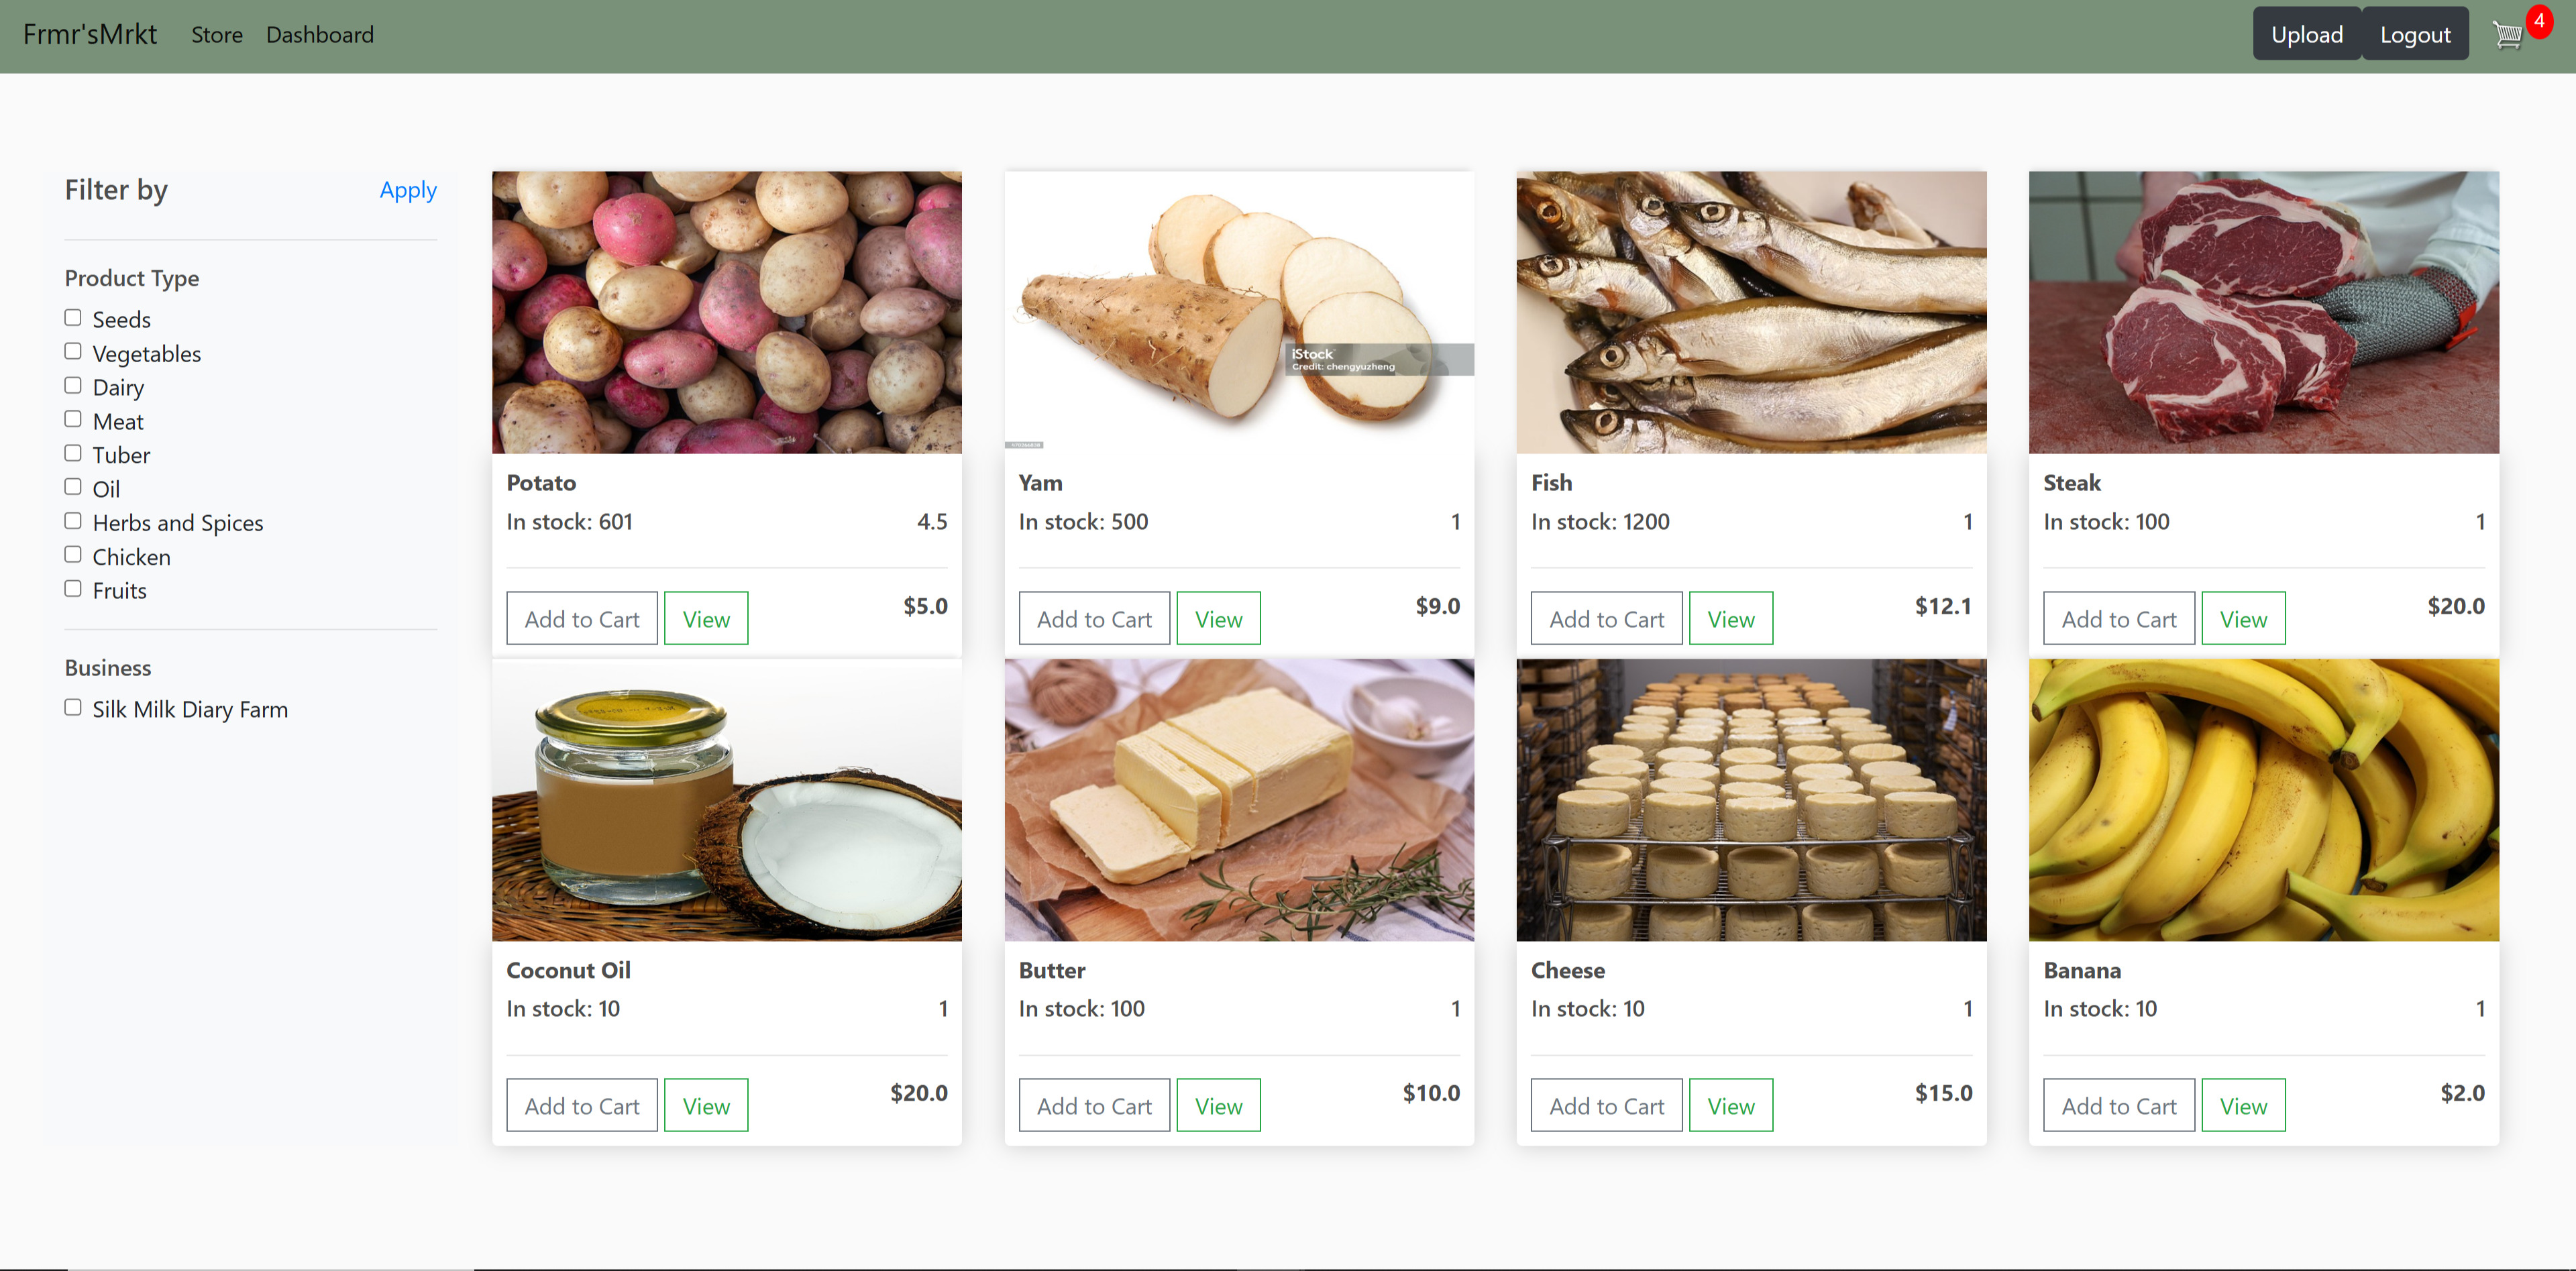 Frmr'sMrkt Store Dashboard Upload Logout 4
Filter by Apply
Product Type
Seeds
Vegetables
Dairy
Meat
Tuber
Oil
Herbs and Spices
Chicken
Fruits
Business
Silk Milk Diary Farm
iStock
Credit: chengyuzheng
Potato
In stock: 601 4.5
Add to Cart View $5.0
Yam
In stock: 500 1
Add to Cart View $9.0
Fish
In stock: 1200 1
Add to Cart View $12.1
Steak
In stock: 100 1
Add to Cart View $20.0
Coconut Oil
In stock: 10 1
Add to Cart View $20.0
Butter
In stock: 100 1
Add to Cart View $10.0
Cheese
In stock: 10 1
Add to Cart View $15.0
Banana
In stock: 10 1
Add to Cart View $2.0